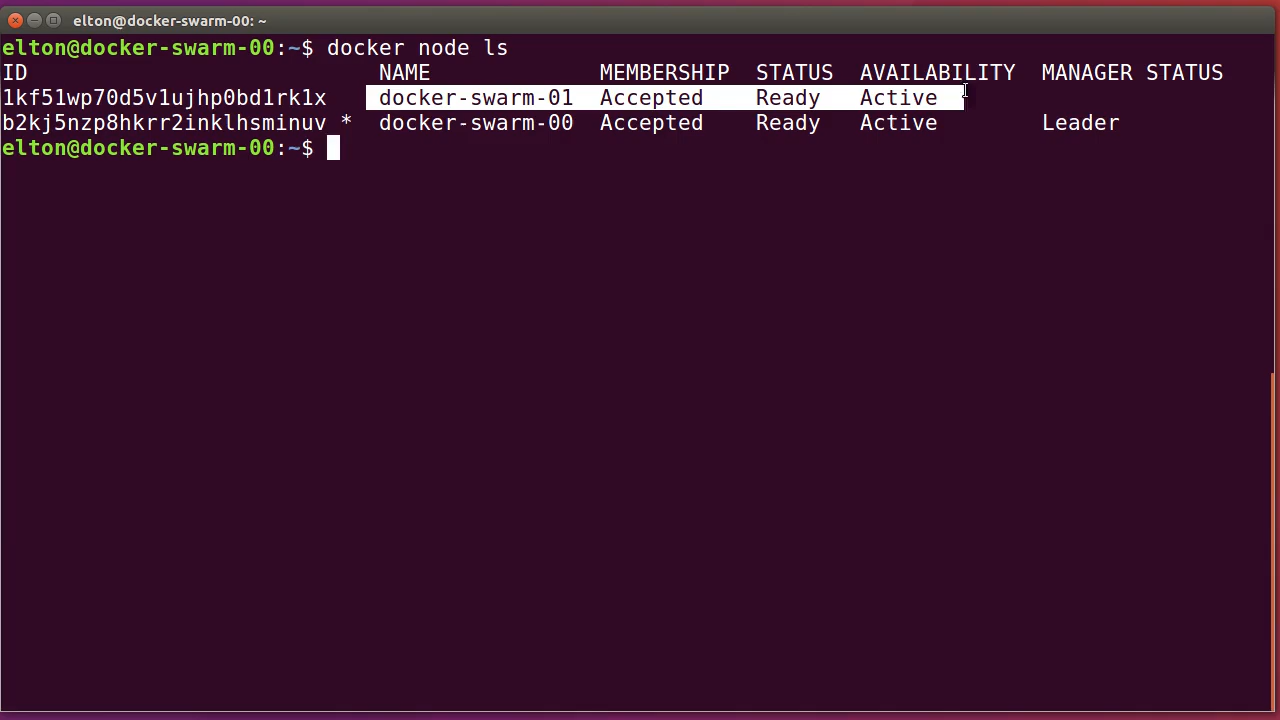 elton@docker-swarm-00: ~
elton@docker-swarm-00:~$ docker node ls
ID NAME MEMBERSHIP STATUS AVAILABILITY MANAGER STATUS
1kf51wp70d5v1ujhp0bd1rk1x docker-swarm-01 Accepted Ready Active
b2kj5nzp8hkrr2inklhsminuv * docker-swarm-00 Accepted Ready Active Leader
elton@docker-swarm-00:~$